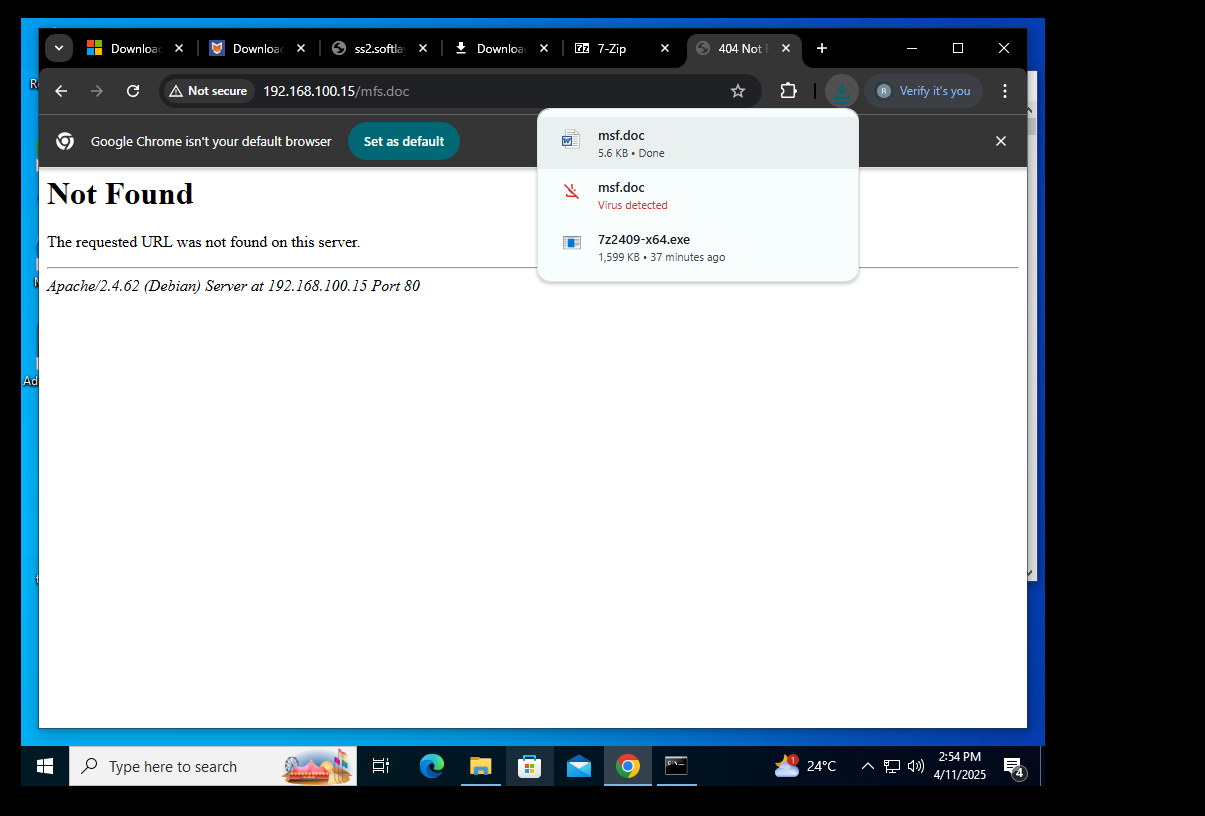 Downloa
Downloa
ss2.softla
Downloa
7-Zip
404 Not F
Not secure
192.168.100.15/mfs.doc
R
Verify it's you
Google Chrome isn't your default browser
Set as default
msf.doc
5.6 KB • Done
msf.doc
Virus detected
7z2409-x64.exe
1,599 KB • 37 minutes ago
Not Found
The requested URL was not found on this server.
Apache/2.4.62 (Debian) Server at 192.168.100.15 Port 80
R
M
Ad
t
Type here to search
1
24°C
2:54 PM
4/11/2025
4